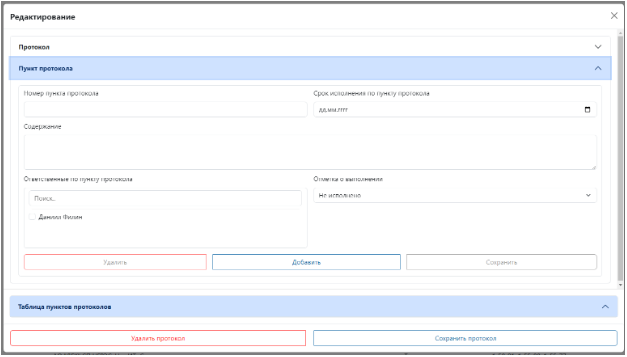 Редактирование
Протокол
Пункт протокола
Номер пункта протокола
Срок исполнения по пункту протокола
дд.мм.гггг
Содержание
Ответственные по пункту протокола
Отметка о выполнении
Поиск...
Не исполнено
Даниил Филин
Удалить
Добавить
Сохранить
Таблица пунктов протоколов
Удалить протокол
Сохранить протокол